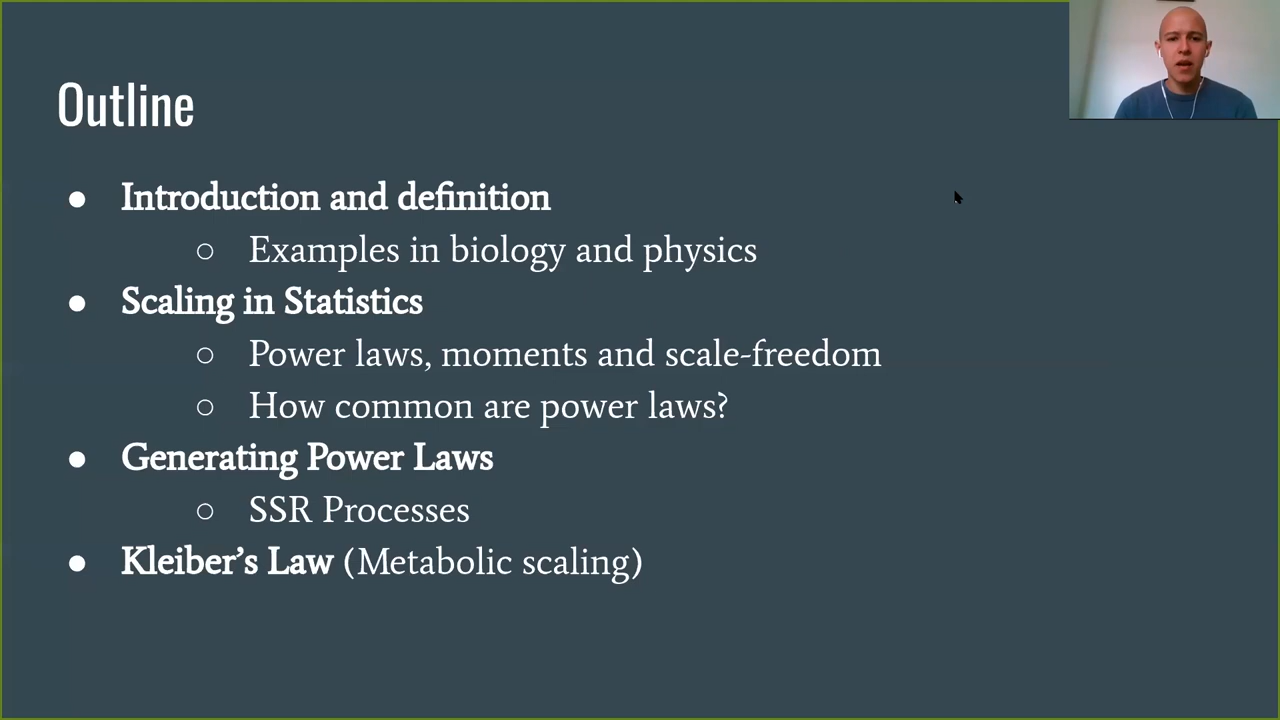 Outline
● Introduction and definition
○ Examples in biology and physics
● Scaling in Statistics
○ Power laws, moments and scale-freedom
○ How common are power laws?
● Generating Power Laws
○ SSR Processes
● Kleiber’s Law (Metabolic scaling)